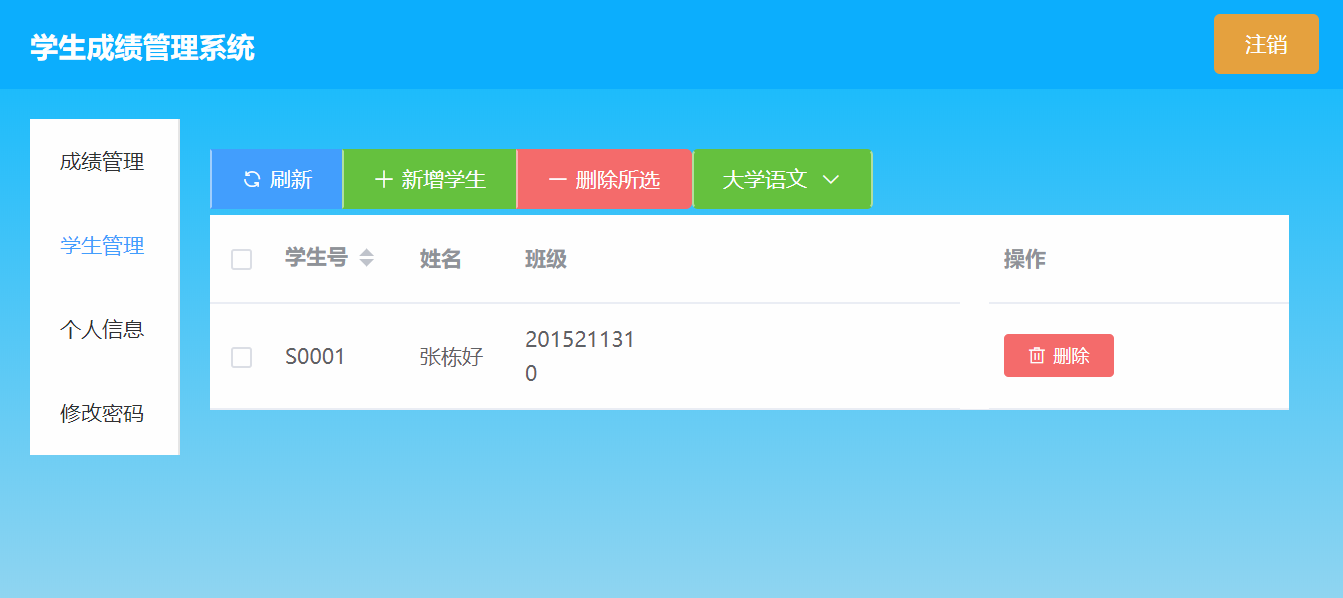 学生成绩管理系统
注销
成绩管理
学生管理
个人信息
修改密码
刷新
新增学生
删除所选
大学语文
学生号 姓名 班级 操作
S0001 张栋好 201521131
0
删除